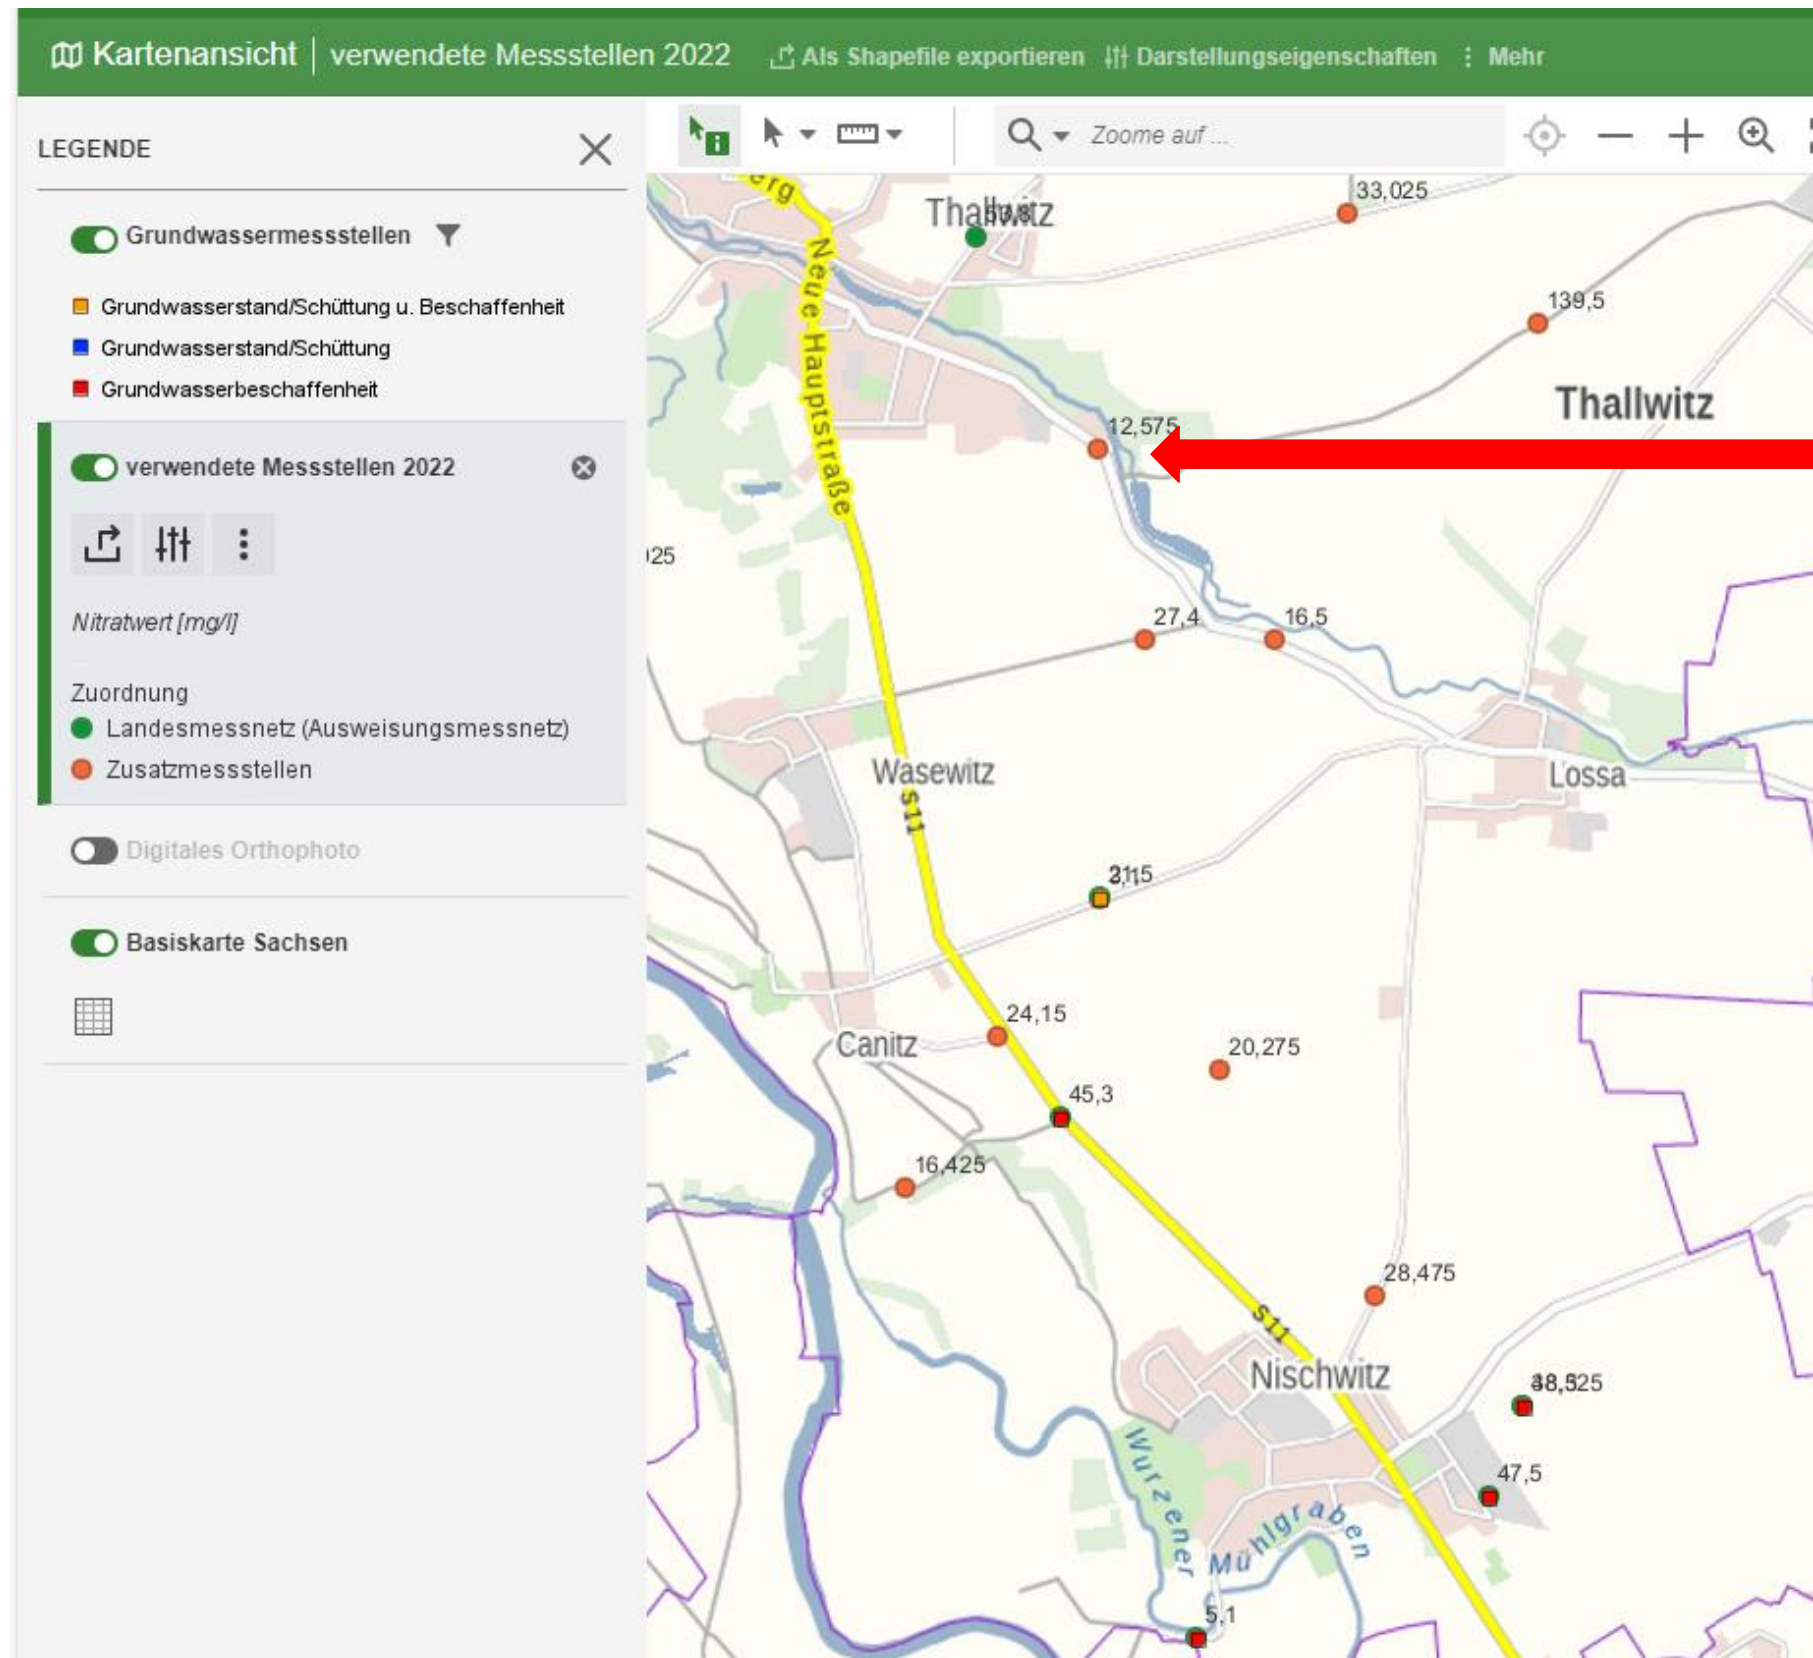 Kartenansicht | verwendete Messstellen 2022 Als Shapefile exportieren Darstellungseigenschaften Mehr
LEGENDE
Zoome auf ...
Grundwassermessstellen
Grundwasserstand/Schüttung u. Beschaffenheit
Grundwasserstand/Schüttung
Grundwasserbeschaffenheit
verwendete Messstellen 2022
Nitratwert [mg/l]
Zuordnung
Landesmessnetz (Ausweisungsmessnetz)
Zusatzmessstellen
Digitales Orthophoto
Basiskarte Sachsen
33,025
Thallwitz
Neue Hauptstraße
139,5
Thallwitz
12,575
27,4
16,5
Wasewitz
S11
Lossa
24,15
Canitz
20,275
45,3
16,425
28,475
S11
Nischwitz
47,5
Wurzener Mühlgraben
5,1